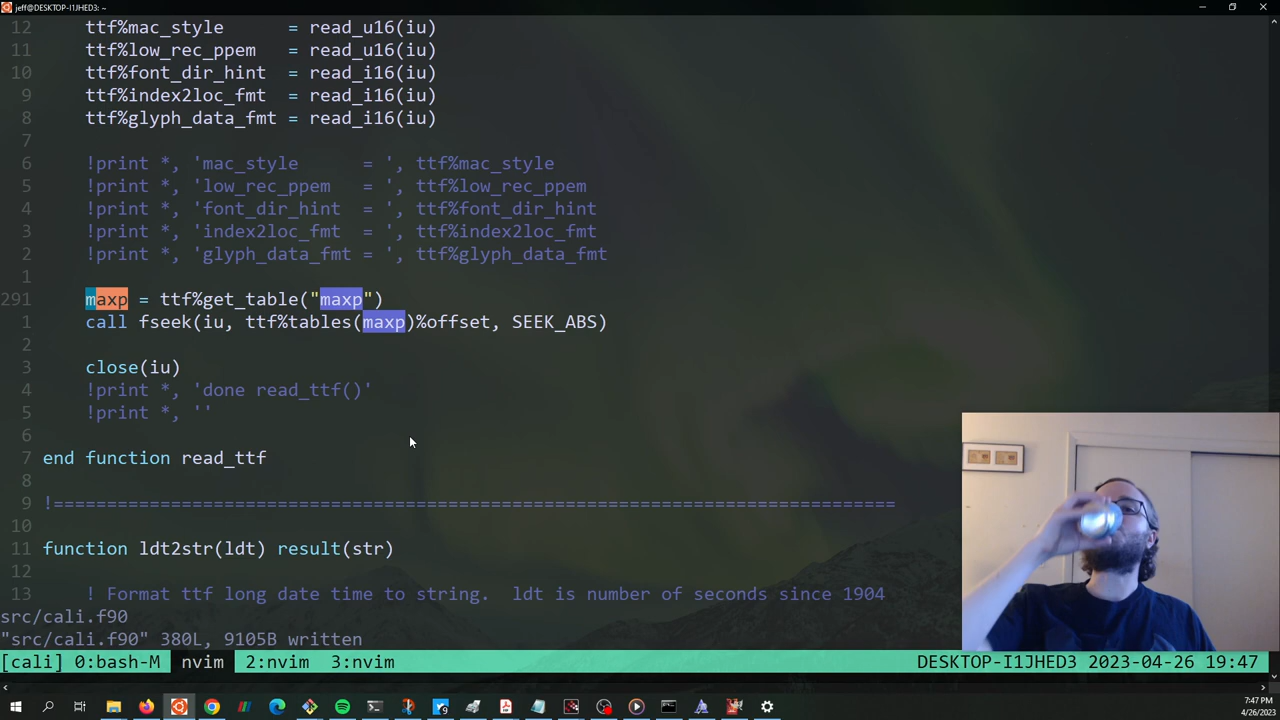 jeff@DESKTOP-I1JHED3: ~
12 ttf%mac_style = read_u16(iu)
11 ttf%low_rec_ppem = read_u16(iu)
10 ttf%font_dir_hint = read_i16(iu)
9 ttf%index2loc_fmt = read_i16(iu)
8 ttf%glyph_data_fmt = read_i16(iu)
7
6 !print *, 'mac_style = ', ttf%mac_style
5 !print *, 'low_rec_ppem = ', ttf%low_rec_ppem
4 !print *, 'font_dir_hint = ', ttf%font_dir_hint
3 !print *, 'index2loc_fmt = ', ttf%index2loc_fmt
2 !print *, 'glyph_data_fmt = ', ttf%glyph_data_fmt
1
291 maxp = ttf%get_table("maxp")
1 call fseek(iu, ttf%tables(maxp)%offset, SEEK_ABS)
2
3 close(iu)
4 !print *, 'done read_ttf()'
5 !print *, ''
6
7 end function read_ttf
8
9 !===============================================================================
10
11 function ldt2str(ldt) result(str)
12
13 ! Format ttf long date time to string.  ldt is number of seconds since 1904
src/cali.f90
"src/cali.f90" 380L, 9105B written
[cali] 0:bash-M nvim 2:nvim 3:nvim DESKTOP-I1JHED3 2023-04-26 19:47
7:47 PM
4/26/2023